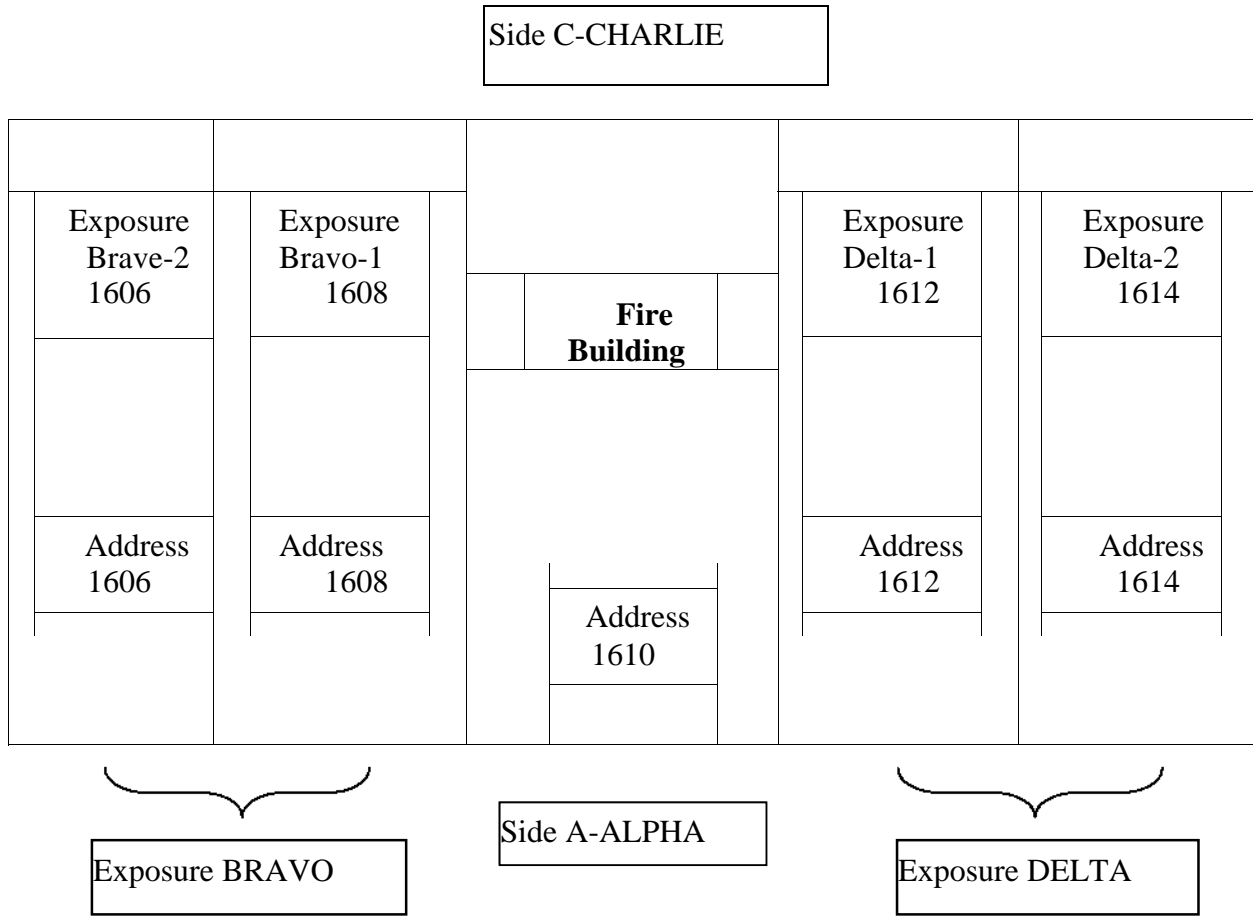 Side C-CHARLIE
Exposure
Brave-2
1606
Exposure
Bravo-1
1608
Fire
Building
Exposure
Delta-1
1612
Exposure
Delta-2
1614
Address
1606
Address
1608
Address
1610
Address
1612
Address
1614
Exposure BRAVO
Side A-ALPHA
Exposure DELTA